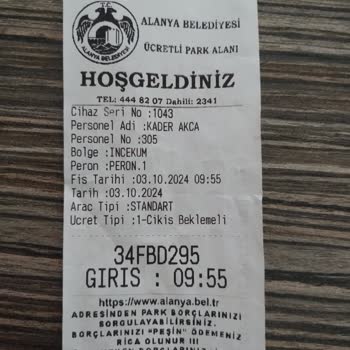 ALANYA BELEDİYESİ
ÜCRETLİ PARK ALANI
ALANYA BELEDİYESİ
HOŞGELDİNİZ
TEL: 444 82 07 Dahili: 2341
Cihaz Seri No :1043
Personel Adi :KADER AKCA
Personel No :305
Bolge :INCEKUM
Peron :PERON.1
Fis Tarihi :03.10.2024 09:55
Tarih :03.10.2024
Arac Tipi :STANDART
Ucret Tipi :1-Cikis Beklemeli
34FBD295
GIRIS : 09:55
https://www.alanya.bel.tr
ADRESİNDEN PARK BORÇLARINIZI
SORGULAYABİLİRSİNİZ.
BORÇLARINIZI "PEŞİN" ÖDEMENİZ
RİCA OLUNUR !!!